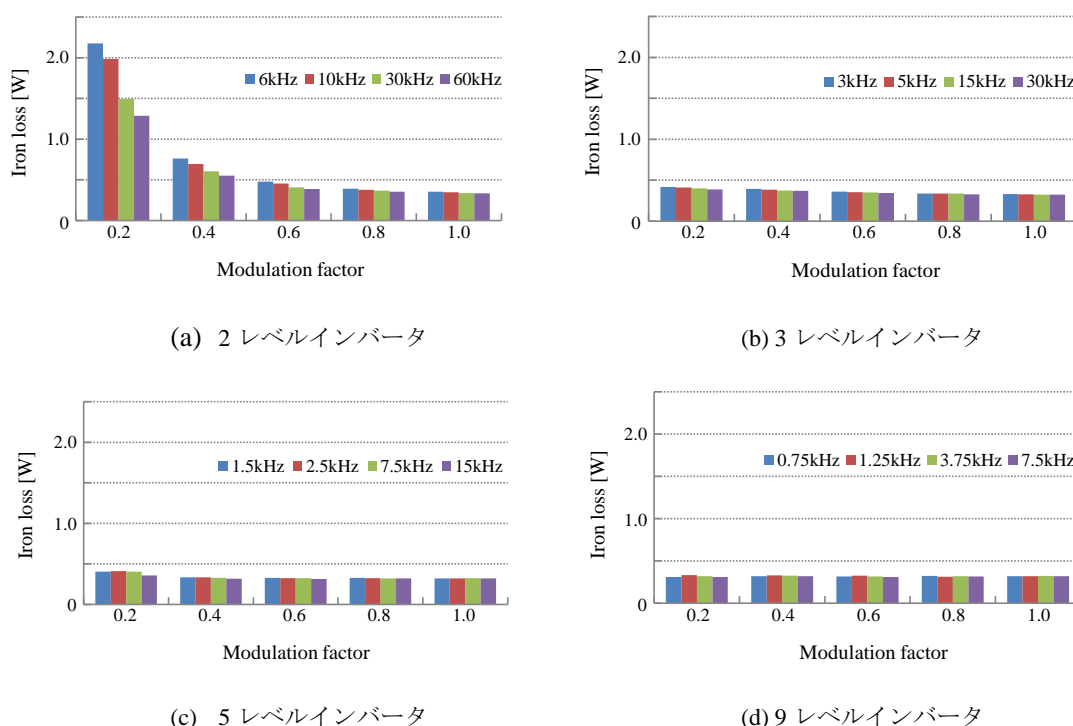 2.0
1.0
0
Iron loss [W]
6kHz 10kHz 30kHz 60kHz
0.2 0.4 0.6 0.8 1.0
Modulation factor
(a) 2 レベルインバータ
2.0
1.0
0
Iron loss [W]
3kHz 5kHz 15kHz 30kHz
0.2 0.4 0.6 0.8 1.0
Modulation factor
(b) 3 レベルインバータ
2.0
1.0
0
Iron loss [W]
1.5kHz 2.5kHz 7.5kHz 15kHz
0.2 0.4 0.6 0.8 1.0
Modulation factor
(c) 5 レベルインバータ
2.0
1.0
0
Iron loss [W]
0.75kHz 1.25kHz 3.75kHz 7.5kHz
0.2 0.4 0.6 0.8 1.0
Modulation factor
(d) 9 レベルインバータ